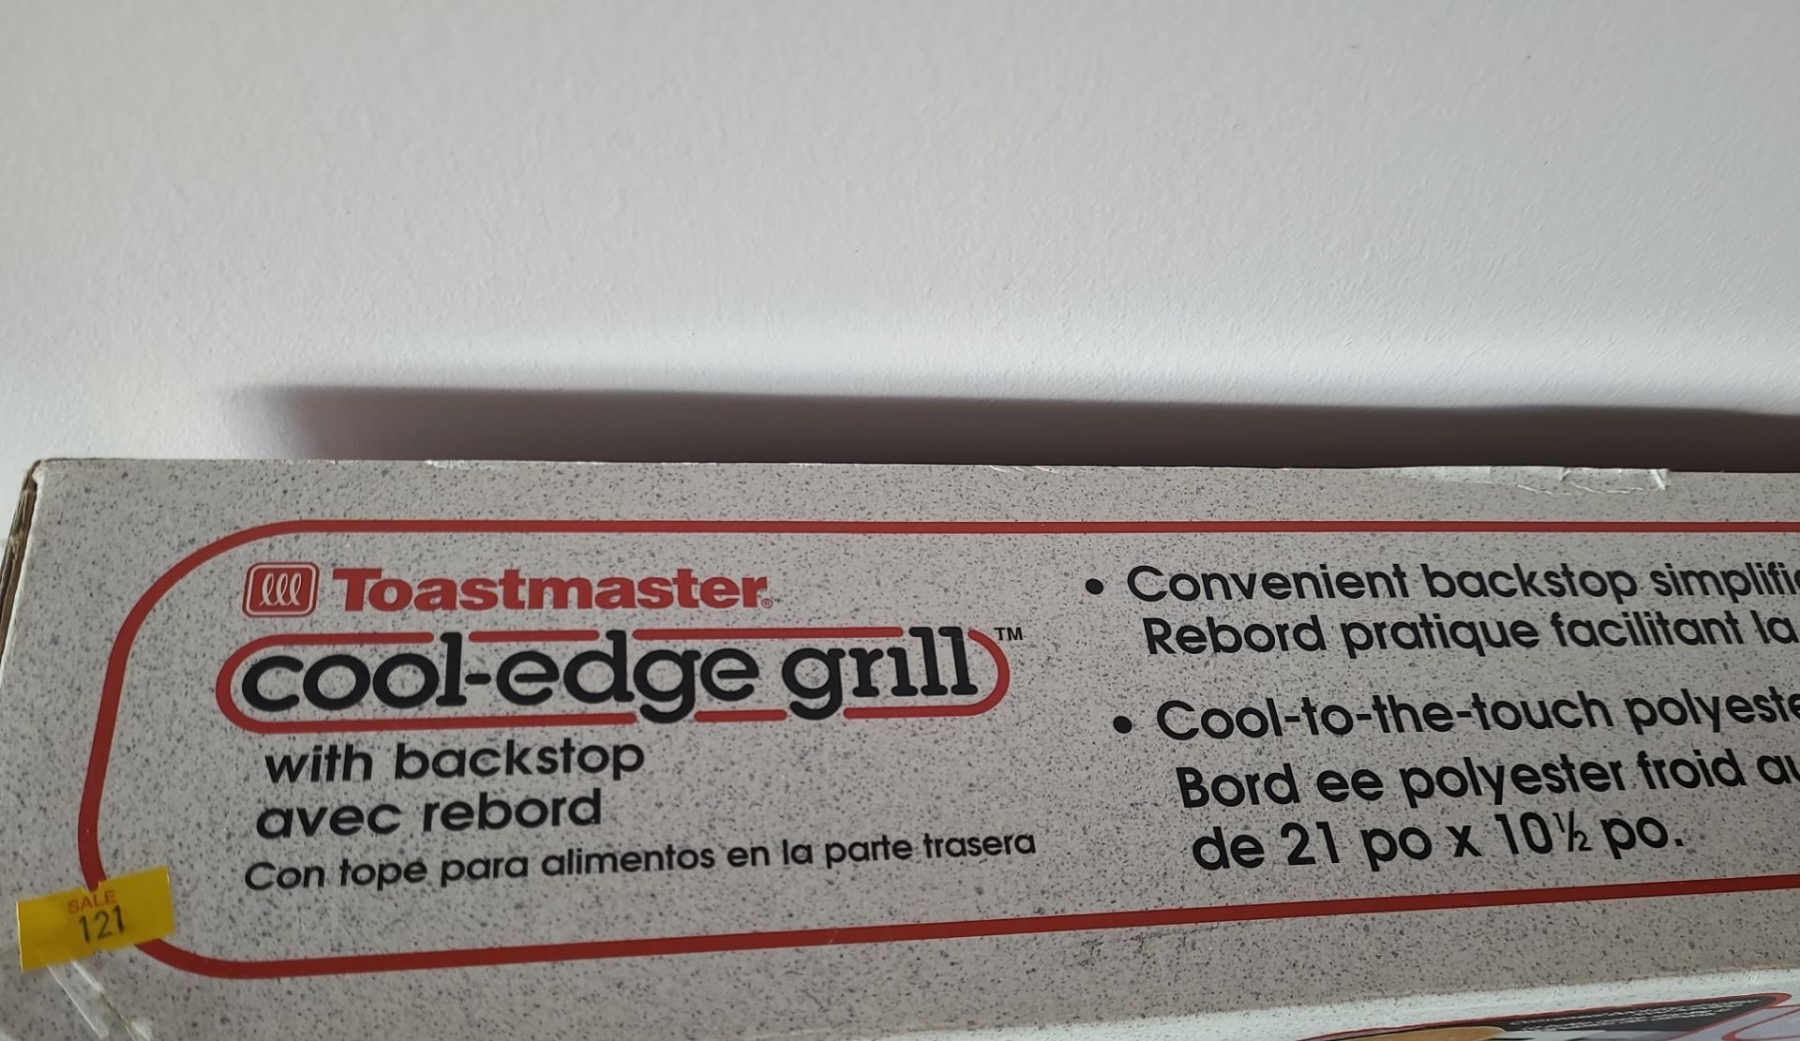 Toastmaster®
cool-edge grill™
with backstop
avec rebord
Con tope para alimentos en la parte trasera
• Convenient backstop
Rebord pratique facilitant la
• Cool-to-the-touch
Bord ee polyester froid
de 21 po x 10½ po.
SALE
121